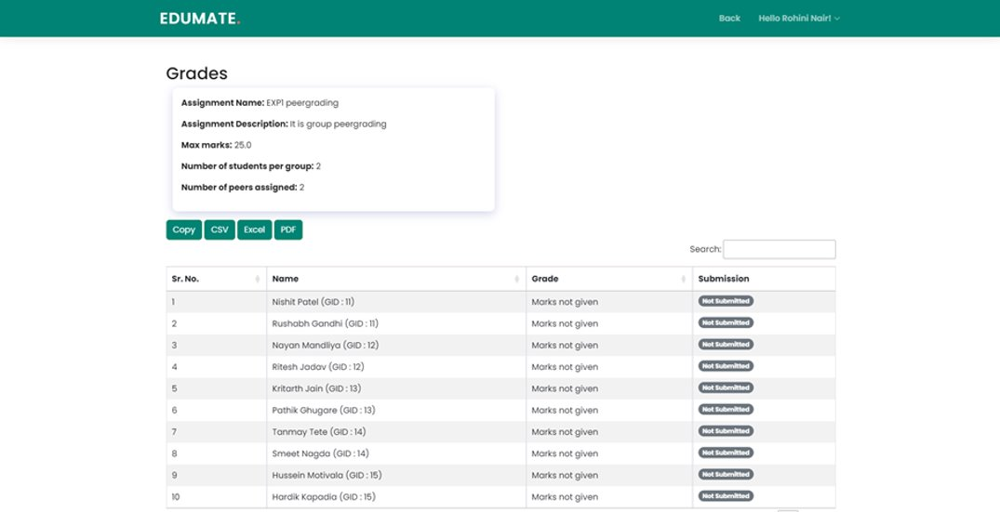 EDUMATE.
Back Hello Rohini Nair!
Grades
Assignment Name: EXP1 peergrading
Assignment Description: It is group peergrading
Max marks: 25.0
Number of students per group: 2
Number of peers assigned: 2
Copy CSV Excel PDF
Search:
Sr. No. Name Grade Submission
1 Nishit Patel (GID : 11) Marks not given Not Submitted
2 Rushabh Gandhi (GID : 11) Marks not given Not Submitted
3 Nayan Mandliya (GID : 12) Marks not given Not Submitted
4 Ritesh Jadav (GID : 12) Marks not given Not Submitted
5 Kritarth Jain (GID : 13) Marks not given Not Submitted
6 Pathik Ghugare (GID : 13) Marks not given Not Submitted
7 Tanmay Tete (GID : 14) Marks not given Not Submitted
8 Smeet Nagda (GID : 14) Marks not given Not Submitted
9 Hussein Motivala (GID : 15) Marks not given Not Submitted
10 Hardik Kapadia (GID : 15) Marks not given Not Submitted